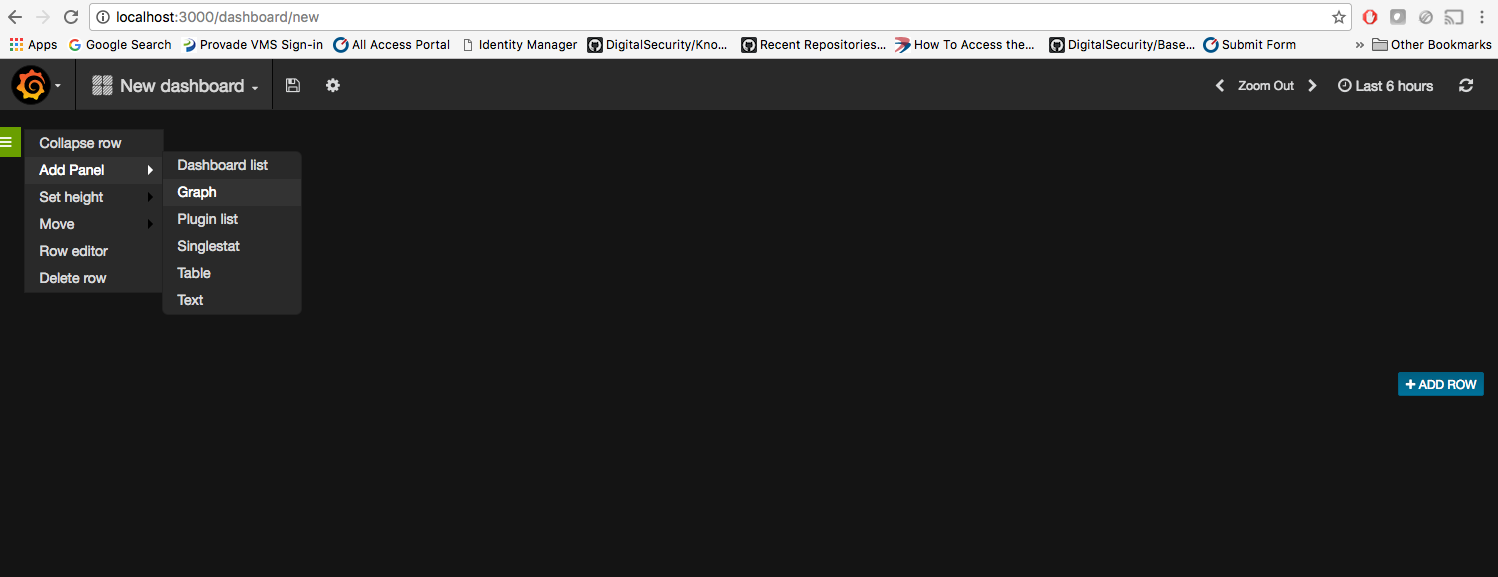 localhost:3000/dashboard/new
Apps Google Search Provade VMS Sign-in All Access Portal Identity Manager DigitalSecurity/Kno... Recent Repositories... How To Access the... DigitalSecurity/Base... Submit Form » Other Bookmarks
New dashboard Zoom Out Last 6 hours
Collapse row
Add Panel
Set height
Move
Row editor
Delete row
Dashboard list
Graph
Plugin list
Singlestat
Table
Text
+ ADD ROW